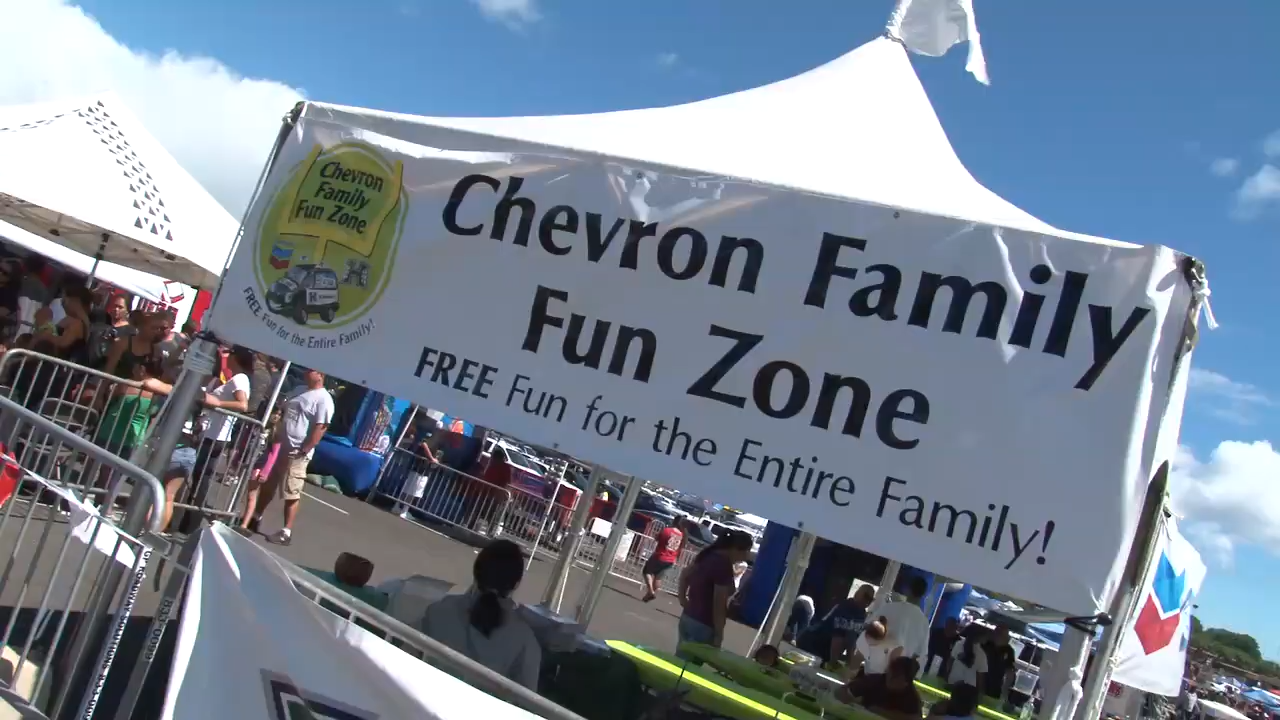 Chevron
Family
Fun Zone
FREE Fun for the Entire Family!
Chevron Family
Fun Zone
FREE Fun for the Entire Family!